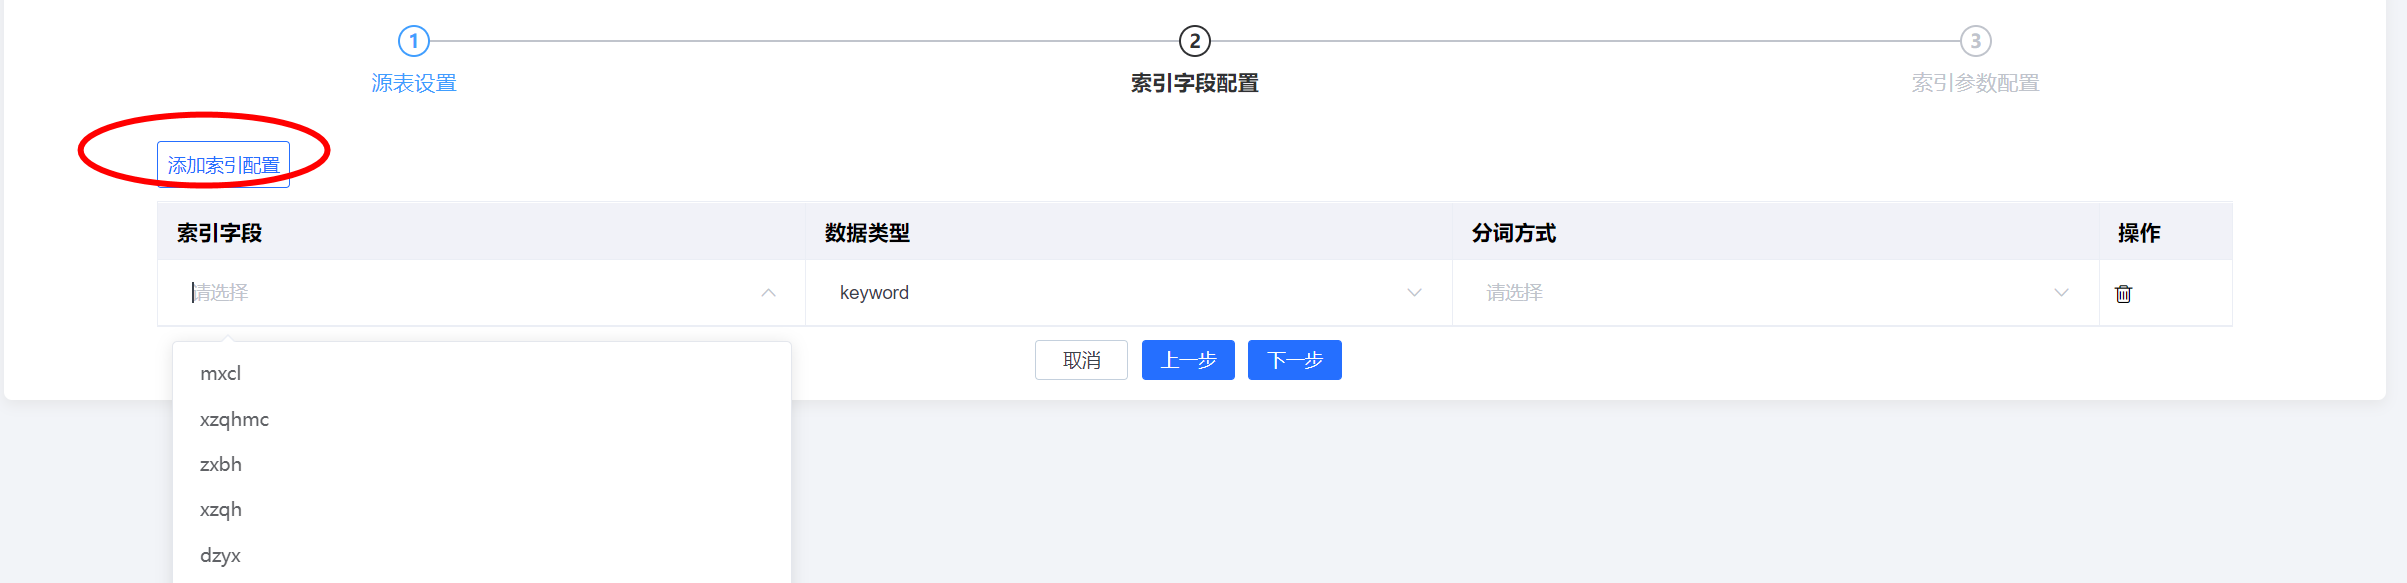 1 2 3
源表设置 索引字段配置 索引参数配置
添加索引配置
索引字段 数据类型 分词方式 操作
请选择 keyword 请选择
取消 上一步 下一步
mxcl
xzqhmc
zxbh
xzqh
dzyx